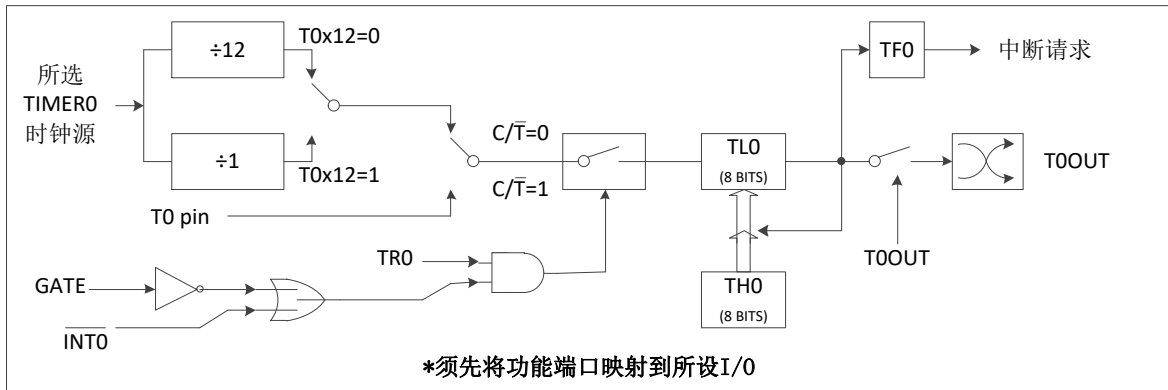 ÷12
T0x12=0
所选
TIMER0
时钟源
÷1
T0x12=1
T0 pin
C/T̅=0
C/T̅=1
TL0
(8 BITS)
TF0
中断请求
T0OUT
T0OUT
TR0
GATE
I̅N̅T̅0̅
TH0
(8 BITS)
*须先将功能端口映射到所设I/0